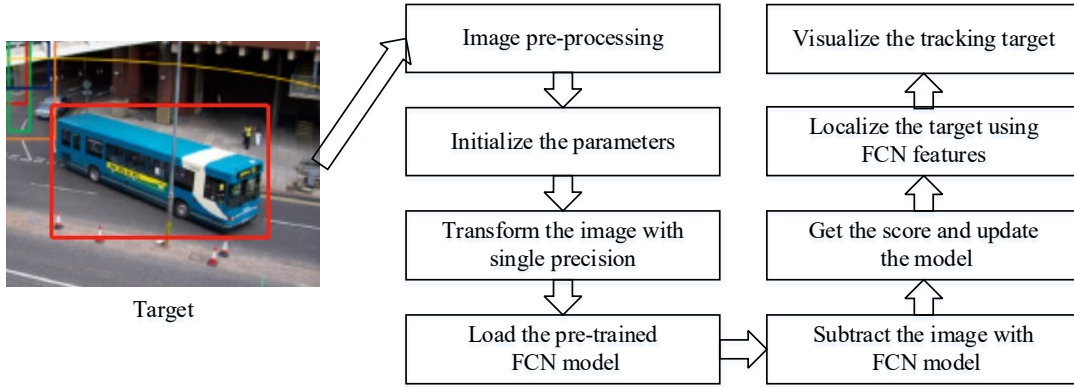 Target
Image pre-processing
Initialize the parameters
Transform the image with
single precision
Load the pre-trained
FCN model
Subtract the image with
FCN model
Get the score and update
the model
Localize the target using
FCN features
Visualize the tracking target